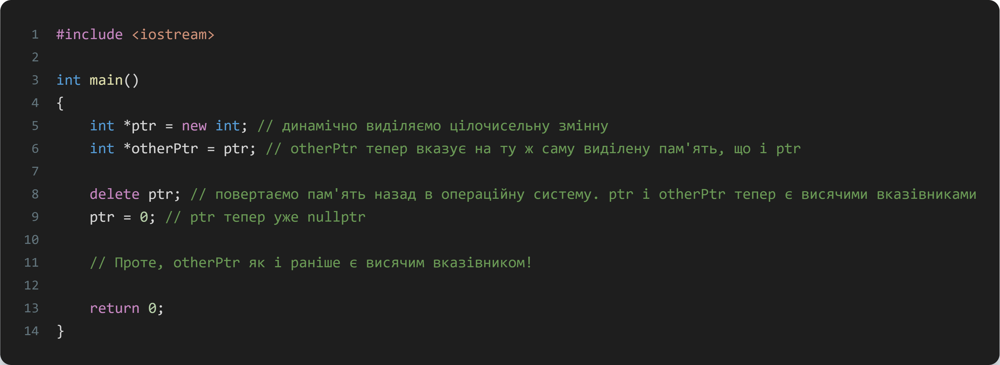 1 #include <iostream>
2
3 int main()
4 {
5     int *ptr = new int; // динамічно виділяємо цілочисельну змінну
6     int *otherPtr = ptr; // otherPtr тепер вказує на ту ж саму виділену пам'ять, що і ptr
7
8     delete ptr; // повертаємо пам'ять назад в операційну систему. ptr і otherPtr тепер є висячими вказівниками
9     ptr = 0; // ptr тепер уже nullptr
10
11     // Проте, otherPtr як і раніше є висячим вказівником!
12
13     return 0;
14 }